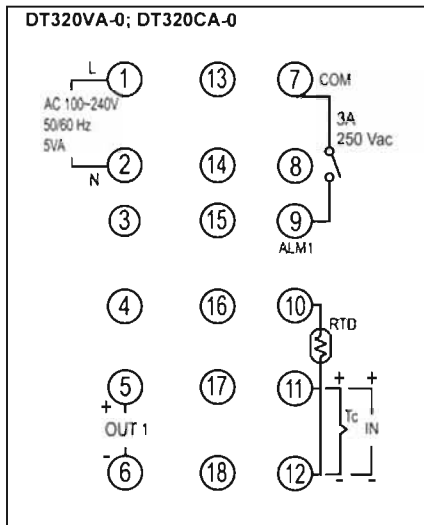 DT320VA-0; DT320CA-0
L 1 13 7 COM
AC 100~240V
50/60 Hz
5VA
3A
250 Vac
N 2 14 8
3 15 9
ALM1
4 16 10
RTD
5 17 11 + +
+
OUT 1
Tc IN
-
6 18 12 - -